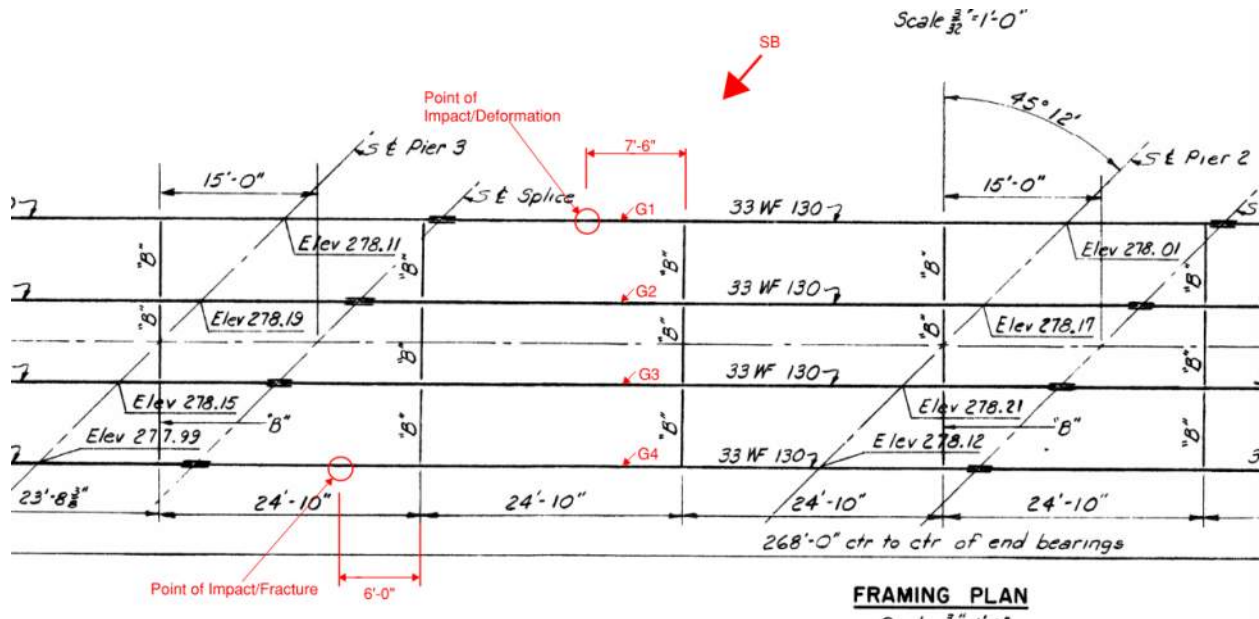 Scale 3/32"=1'-0"
SB
Point of
Impact/Deformation
7'-6"
45° 12'
S ℄ Pier 3
S ℄ Pier 2
15'-0"
15'-0"
S ℄ Splice
G1
33 WF 130
Elev 278.11
Elev 278.01
"B"
"B"
"B"
"B"
"B"
G2
33 WF 130
33 WF 130
Elev 278.19
Elev 278.17
"B"
"B"
"B"
"B"
"B"
G3
33 WF 130
Elev 278.15
Elev 278.21
"B"
"B"
Elev 277.99
Elev 278.12
"B"
"B"
"B"
G4
33 WF 130
23'-8 3/8"
24'-10"
24'-10"
24'-10"
24'-10"
268'-0" ctr to ctr of end bearings
Point of Impact/Fracture
6'-0"
FRAMING PLAN